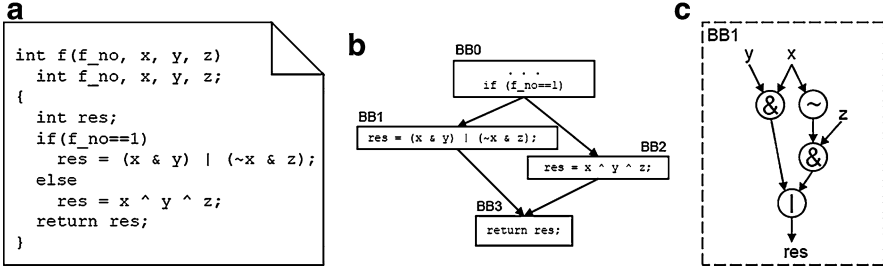 a
int f(f_no, x, y, z)
int f_no, x, y, z;
{
int res;
if(f_no==1)
res = (x & y) | (~x & z);
else
res = x ^ y ^ z;
return res;
}
b
BB0
. . .
if (f_no==1)
BB1
res = (x & y) | (~x & z);
BB2
res = x ^ y ^ z;
BB3
return res;
c
BB1
y x
& ~
z
&
|
res